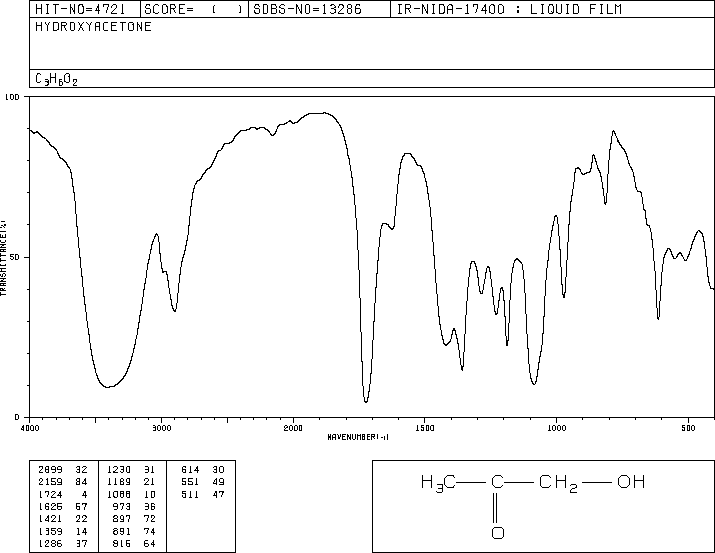 HIT-NO=4721 SCORE= ( ) SDBS-NO=13286 IR-NIDA-17400 : LIQUID FILM
HYDROXYACETONE
C3H6O2
100
50
0
TRANSMITTANCE(%)
4000 3000 2000 1500 1000 500
WAVENUMBER(-1)
2899 32 1230 31 614 30
2159 84 1189 21 551 49
1724 4 1088 10 511 47
1625 57 973 36
1421 22 897 72
1359 14 891 74
1286 37 816 64
H3C C CH2 OH
O